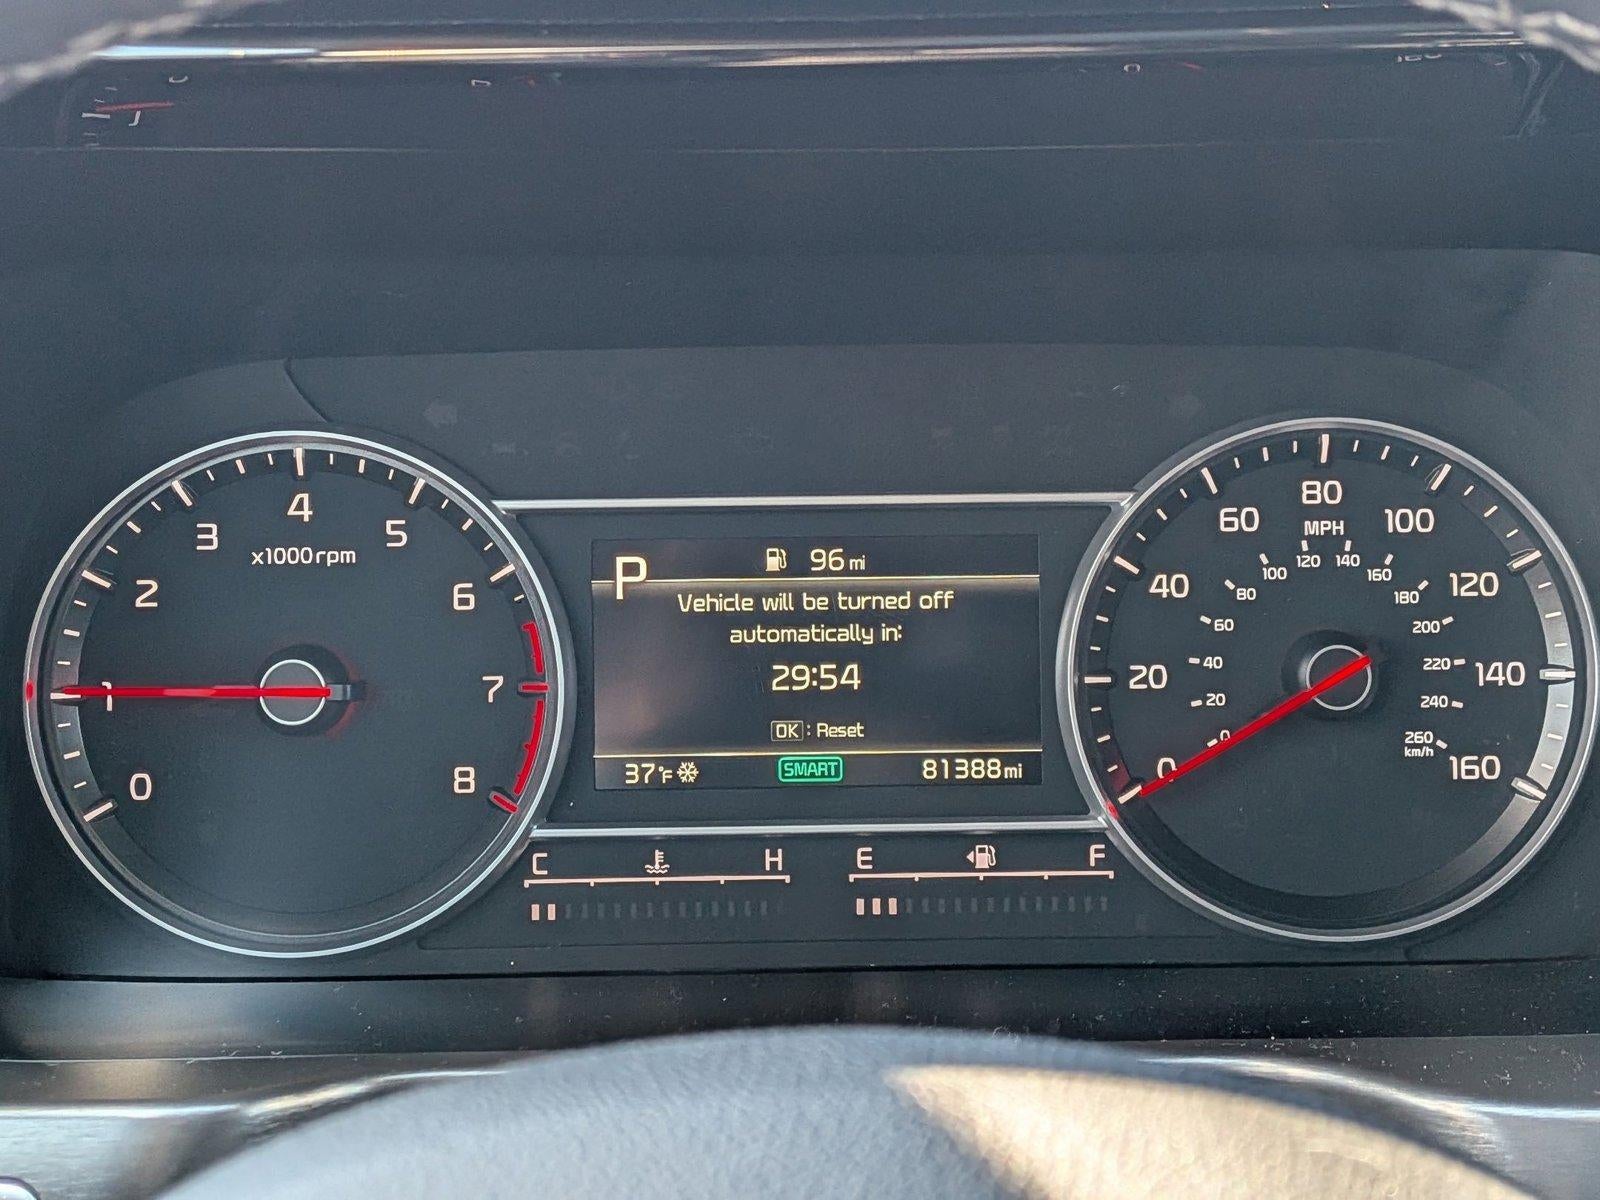 0
1
2
3
4
5
6
7
8
x1000rpm
P
96 mi
Vehicle will be turned off
automatically in:
29:54
OK : Reset
37°F
SMART
81388 mi
C
H
E
F
0
20
40
60
80
100
120
140
160
MPH
0
20
40
60
80
100
120
140
160
180
200
220
240
260
km/h